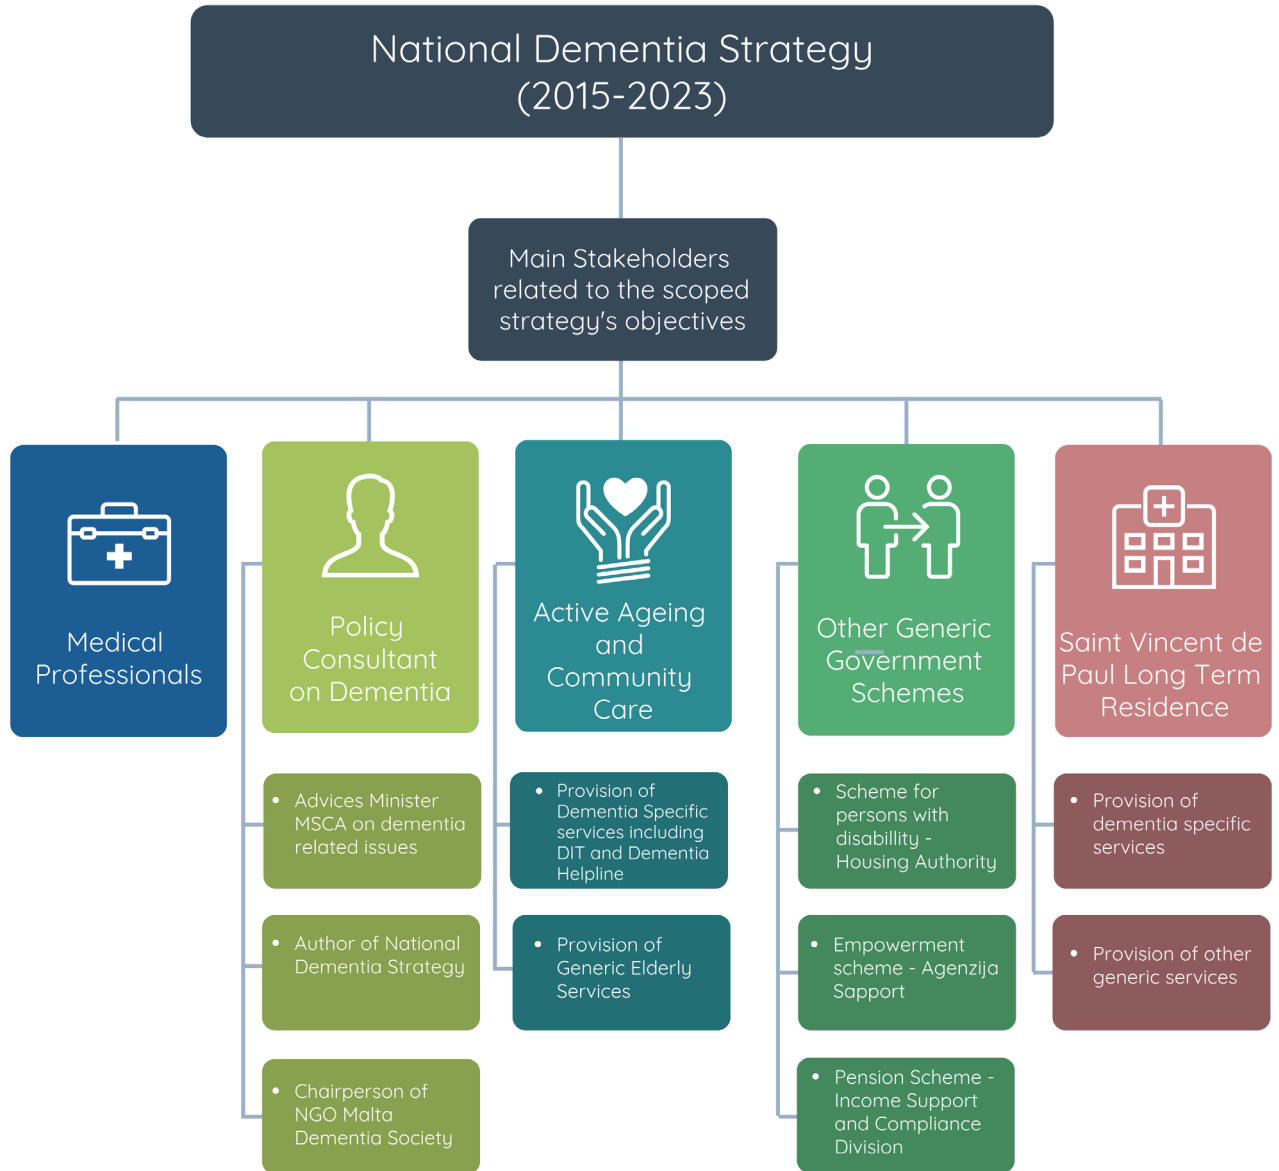 National Dementia Strategy
(2015-2023)
Main Stakeholders
related to the scoped
strategy's objectives
Medical
Professionals
Policy
Consultant
on Dementia
• Advices Minister
MSCA on dementia
related issues
• Author of National
Dementia Strategy
• Chairperson of
NGO Malta
Dementia Society
Active Ageing
and
Community
Care
• Provision of
Dementia Specific
services including
DIT and Dementia
Helpline
• Provision of
Generic Elderly
Services
Other Generic
Government
Schemes
• Scheme for
persons with
disabillity -
Housing Authority
• Empowerment
scheme - Agenzija
Sapport
• Pension Scheme -
Income Support
and Compliance
Division
Saint Vincent de
Paul Long Term
Residence
• Provision of
dementia specific
services
• Provision of other
generic services